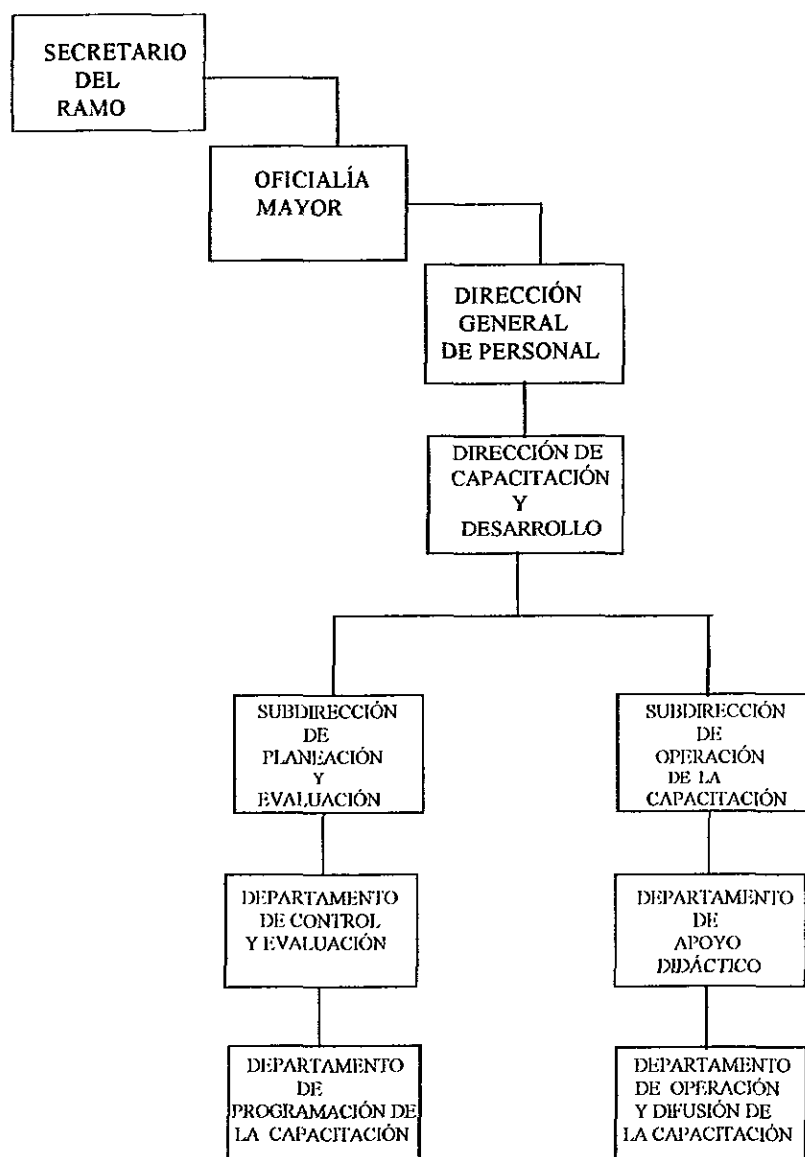 SECRETARIO
DEL
RAMO
OFICIALÍA
MAYOR
DIRECCIÓN
GENERAL
DE PERSONAL
DIRECCIÓN DE
CAPACITACIÓN
Y
DESARROLLO
SUBDIRECCIÓN
DE
PLANEACIÓN
Y
EVALUACIÓN
SUBDIRECCIÓN
DE
OPERACIÓN
DE LA
CAPACITACIÓN
DEPARTAMENTO
DE CONTROL
Y EVALUACIÓN
DEPARTAMENTO
DE
APOYO
DIDÁCTICO
DEPARTAMENTO
DE
PROGRAMACIÓN DE
LA CAPACITACIÓN
DEPARTAMENTO
DE OPERACIÓN
Y DIFUSIÓN DE
LA CAPACITACIÓN